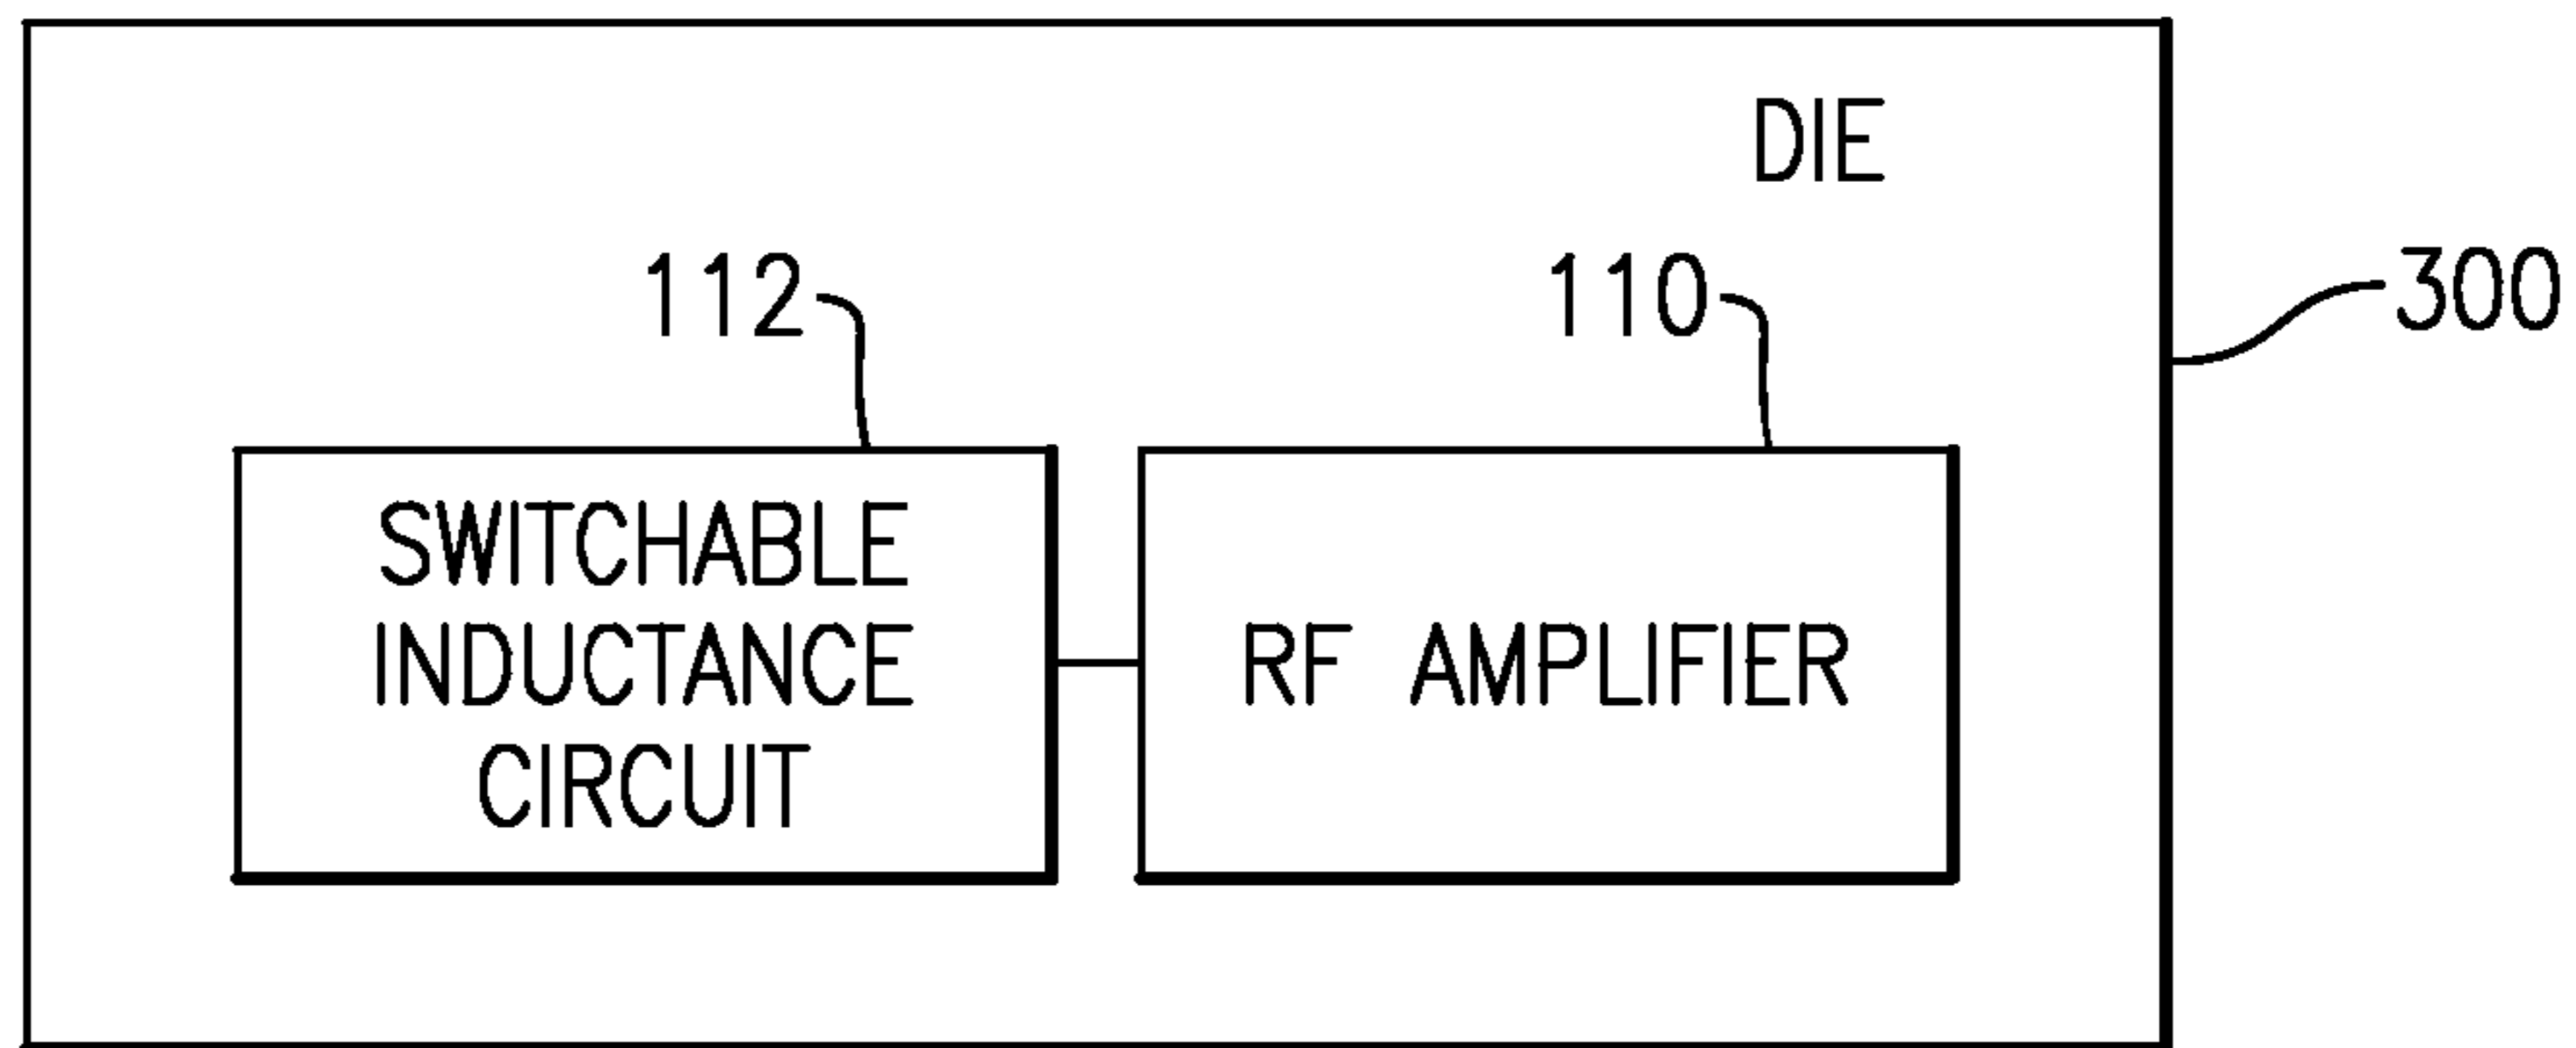 DIE
112
110
300
SWITCHABLE
INDUCTANCE
CIRCUIT
RF AMPLIFIER